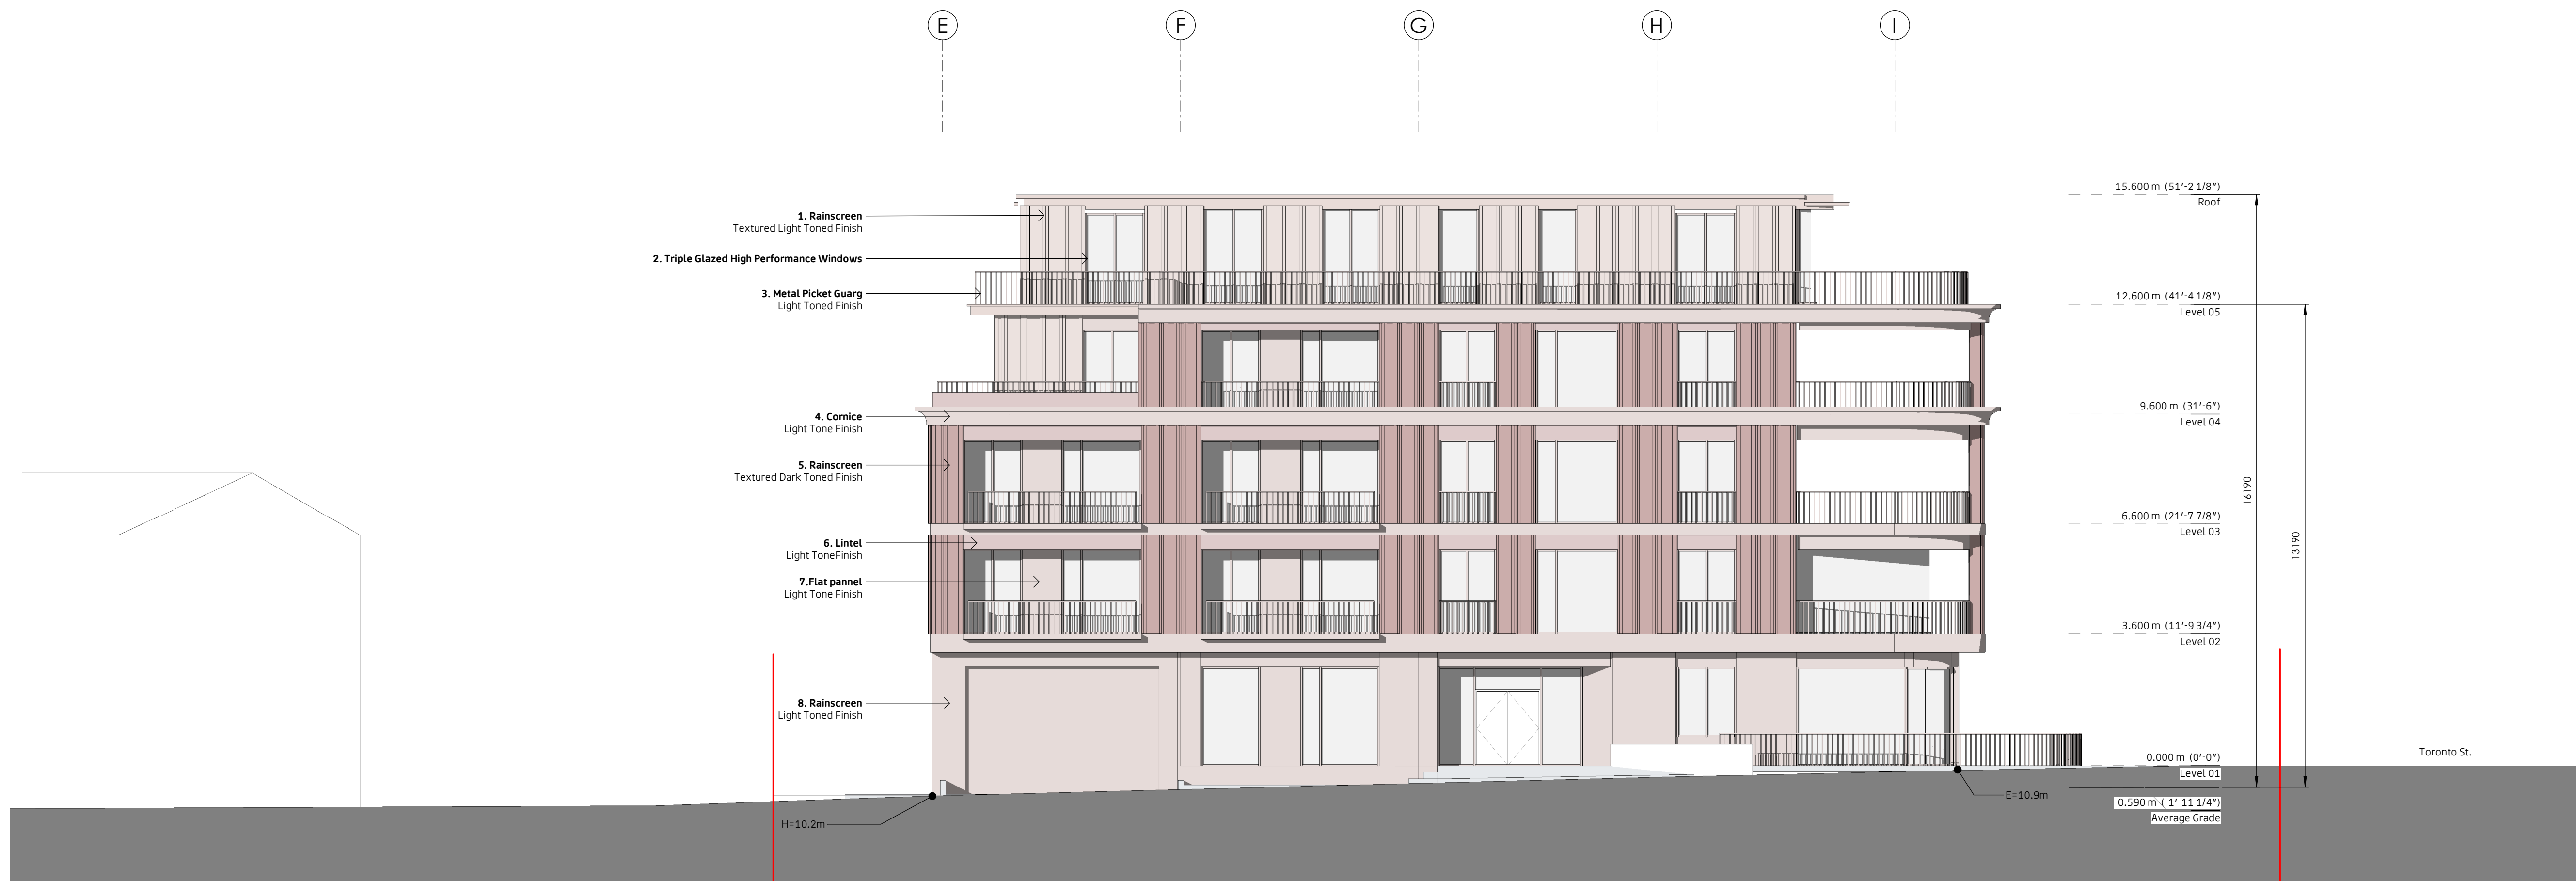 E F G H I
1. Rainscreen
Textured Light Toned Finish
2. Triple Glazed High Performance Windows
3. Metal Picket Guarg
Light Toned Finish
4. Cornice
Light Tone Finish
5. Rainscreen
Textured Dark Toned Finish
6. Lintel
Light ToneFinish
7.Flat pannel
Light Tone Finish
8. Rainscreen
Light Toned Finish
H=10.2m
E=10.9m
15.600 m (51'-2 1/8")
Roof
12.600 m (41'-4 1/8")
Level 05
9.600 m (31'-6")
Level 04
6.600 m (21'-7 7/8")
Level 03
3.600 m (11'-9 3/4")
Level 02
0.000 m (0'-0")
Level 01
-0.590 m (-1'-11 1/4")
Average Grade
16190
13190
Toronto St.